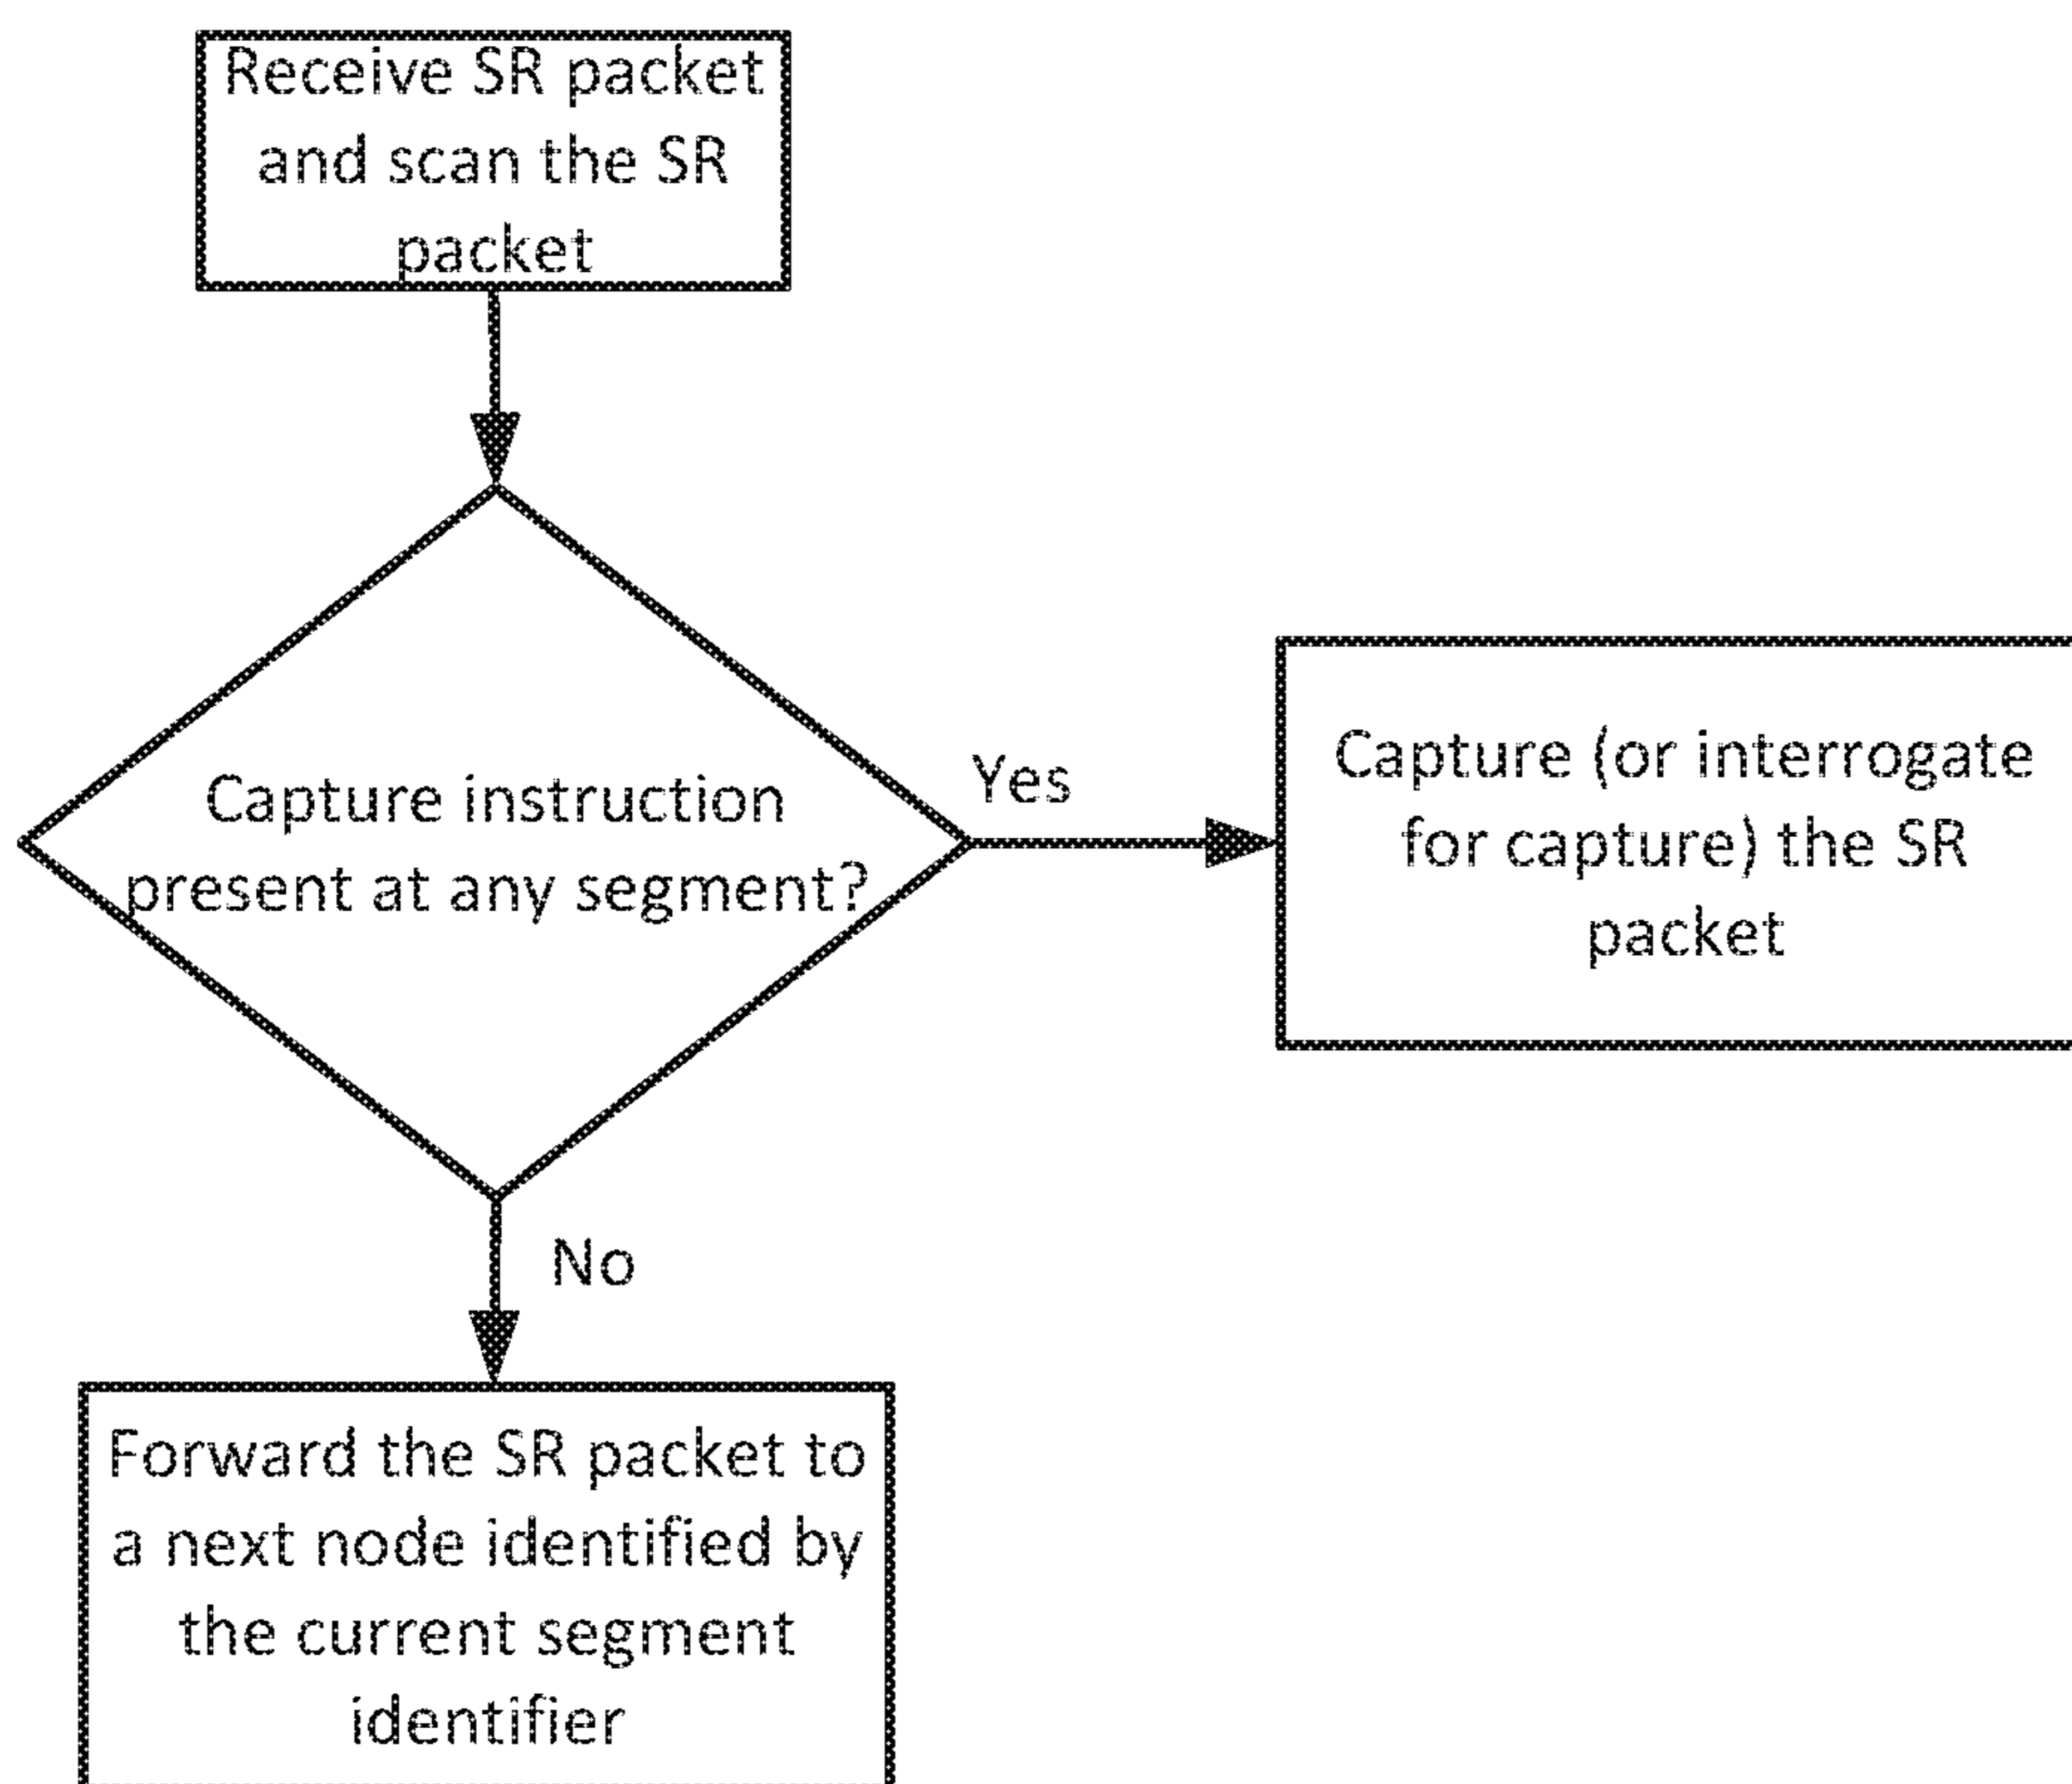 Receive SR packet
and scan the SR
packet
Capture instruction
present at any segment?
Yes
Capture (or interrogate
for capture) the SR
packet
No
Forward the SR packet to
a next node identified by
the current segment
identifier